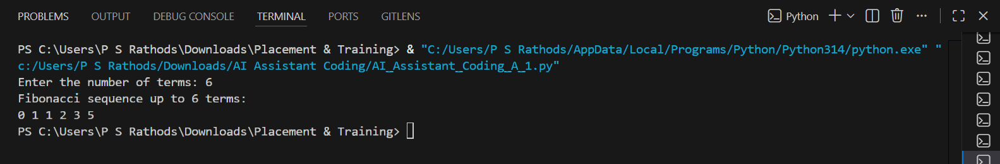 PROBLEMS OUTPUT DEBUG CONSOLE TERMINAL PORTS GITLENS Python
PS C:\Users\P S Rathods\Downloads\Placement & Training> & "C:/Users/P S Rathods/AppData/Local/Programs/Python/Python314/python.exe" "
c:/Users/P S Rathods/Downloads/AI Assistant Coding/AI_Assistant_Coding_A_1.py"
Enter the number of terms: 6
Fibonacci sequence up to 6 terms:
0 1 1 2 3 5
PS C:\Users\P S Rathods\Downloads\Placement & Training>